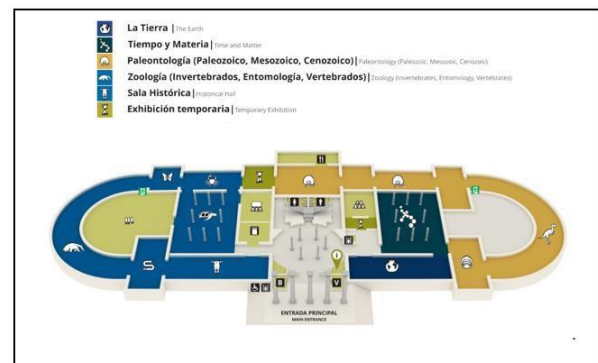 La Tierra | The Earth
Tiempo y Materia | Time and Matter
Paleontología (Paleozoico, Mesozoico, Cenozoico) | Paleontology (Paleozoic, Mesozoic, Cenozoic)
Zoología (Invertebrados, Entomología, Vertebrados) | Zoology (Invertebrates, Entomology, Vertebrates)
Sala Histórica | Historical Hall
Exhibición temporaria | Temporary Exhibition
i
B
V
ENTRADA PRINCIPAL
MAIN ENTRANCE